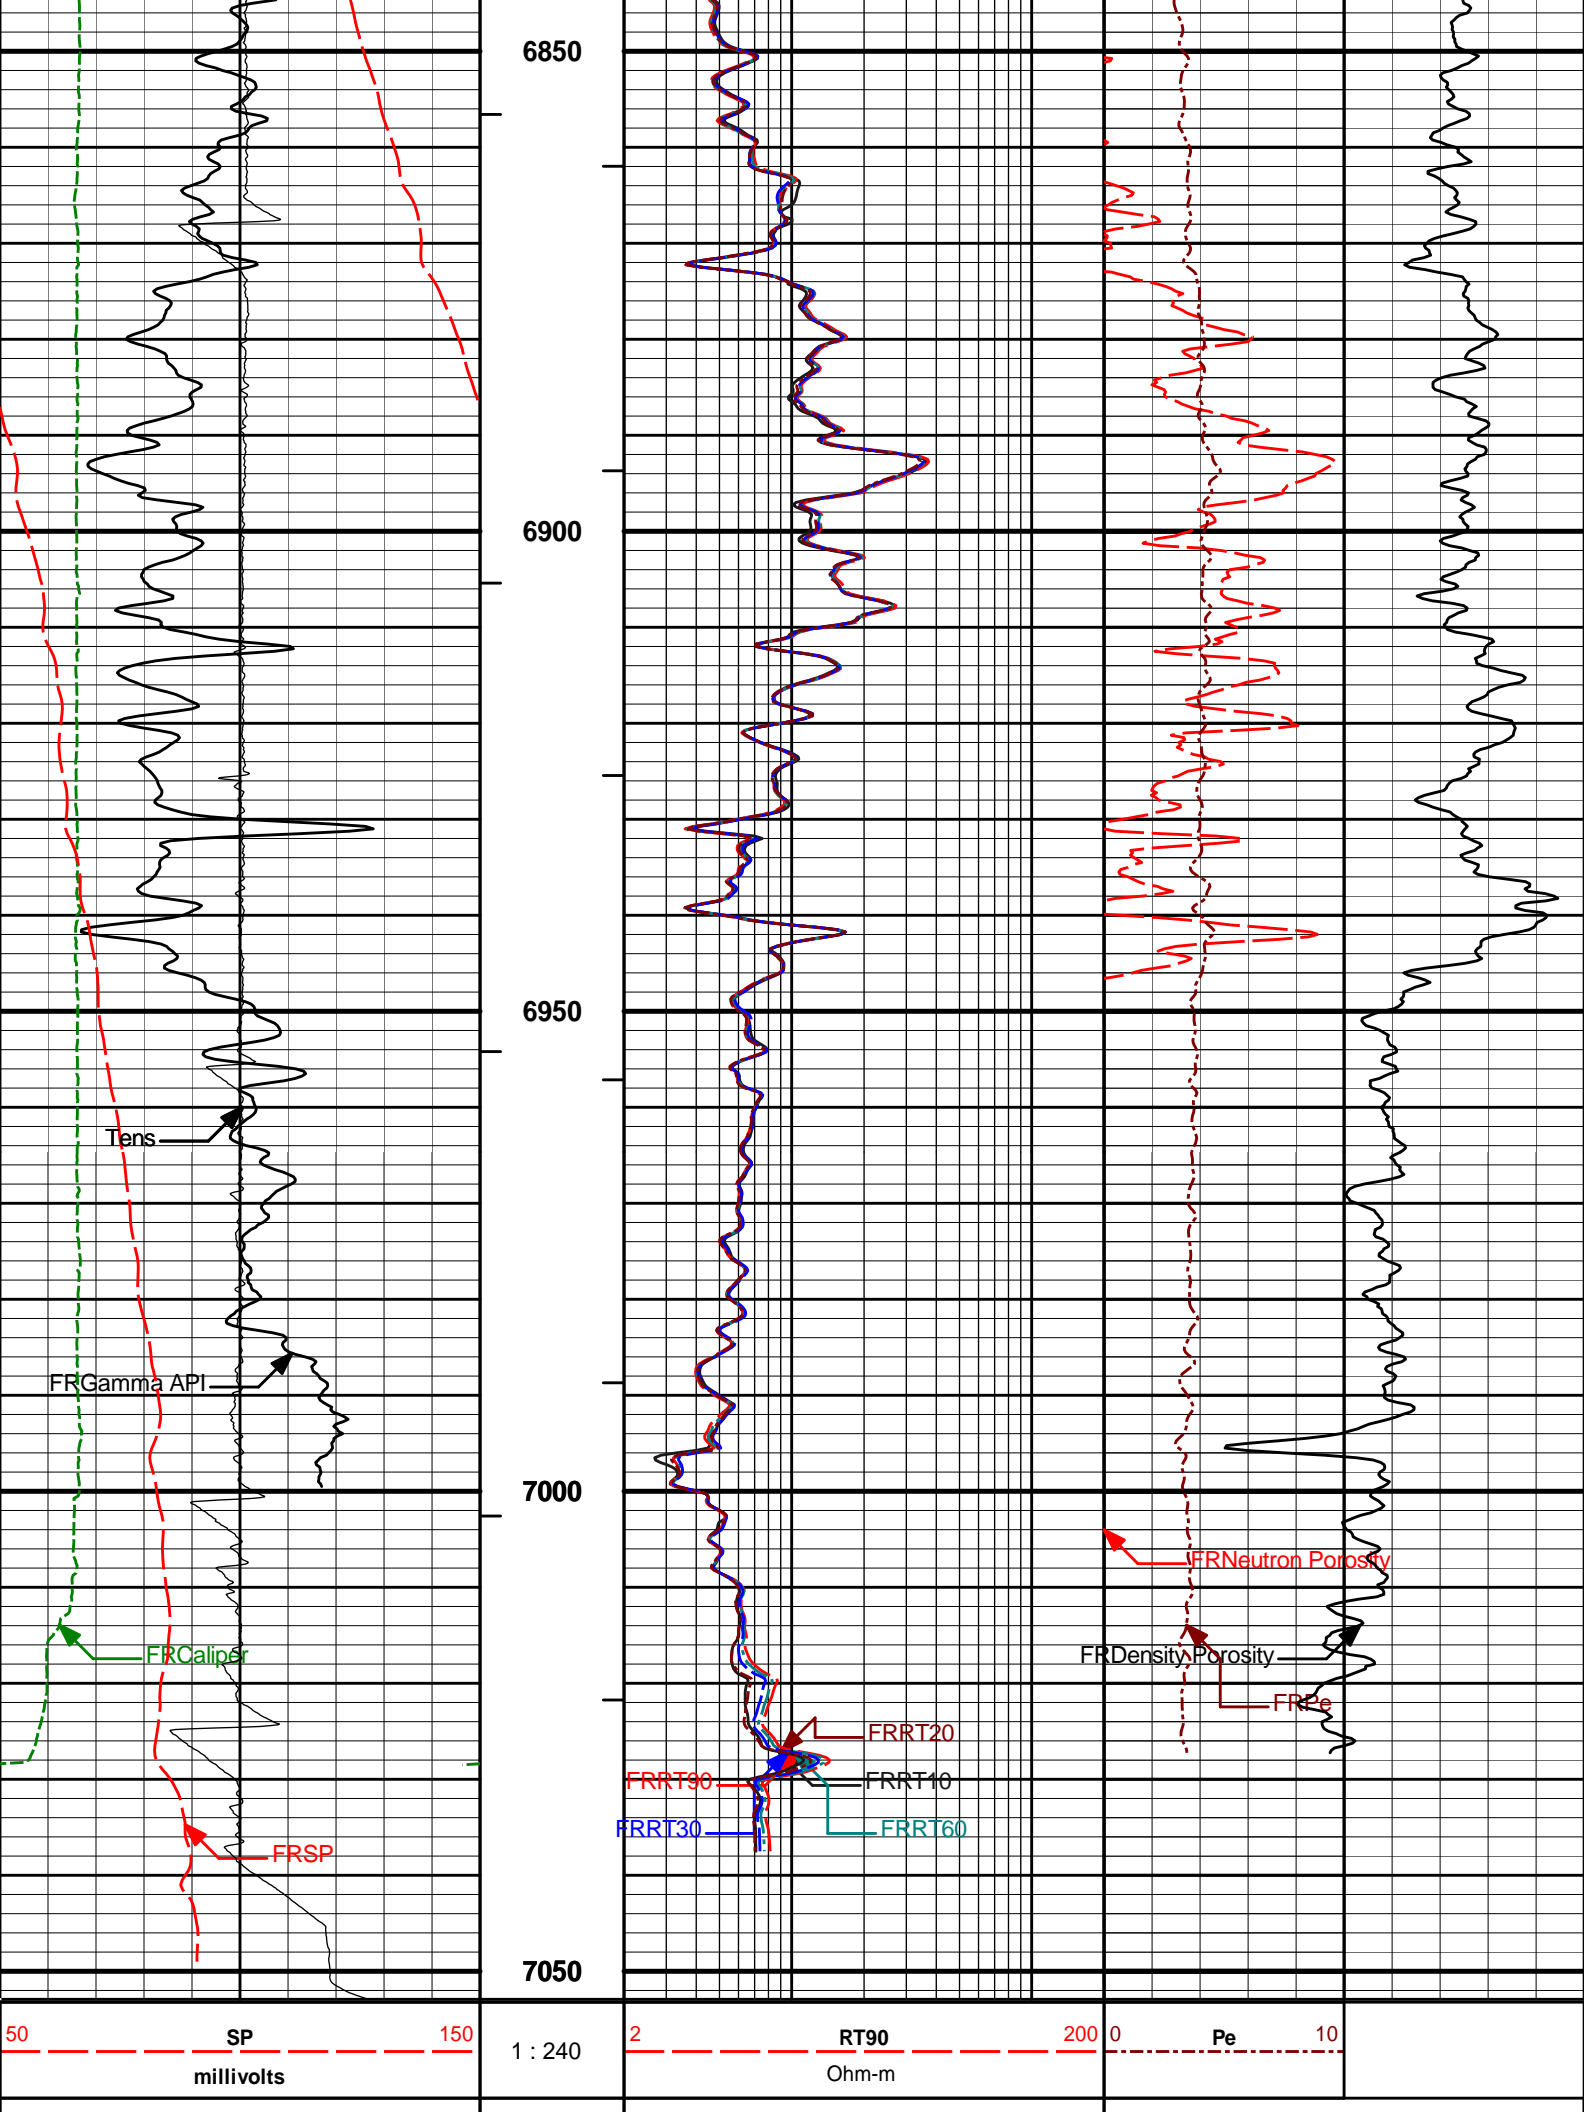 6850
6900
6950
Tens
FRGamma API
7000
FRNeutron Porosity
FRCaliper
FRDensity Porosity
FRPe
FRRT20
FRRT90
FRRT10
FRRT30
FRRT60
FRSP
7050
50 SP 150
millivolts
1 : 240
2 RT90 200
Ohm-m
0 Pe 10